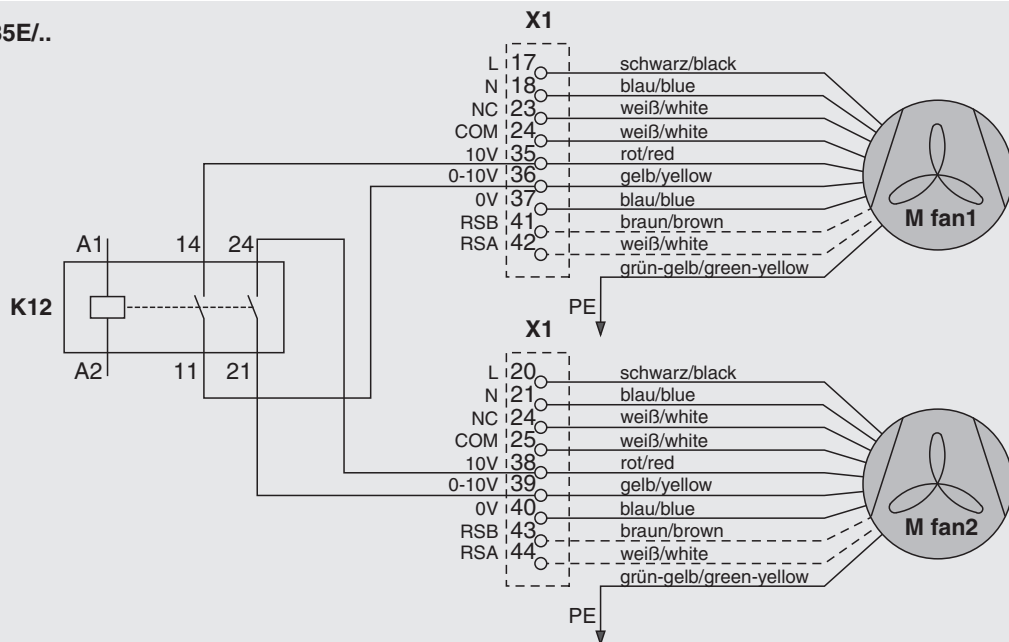 35E/..
X1
L 17 schwarz/black
N 18 blau/blue
NC 23 weiß/white
COM 24 weiß/white
10V 35 rot/red
0-10V 36 gelb/yellow
0V 37 blau/blue
RSB 41 braun/brown
RSA 42 weiß/white
grün-gelb/green-yellow
PE
M fan1
A1 14 24
K12
A2 11 21
X1
L 20 schwarz/black
N 21 blau/blue
NC 24 weiß/white
COM 25 weiß/white
10V 38 rot/red
0-10V 39 gelb/yellow
0V 40 blau/blue
RSB 43 braun/brown
RSA 44 weiß/white
grün-gelb/green-yellow
PE
M fan2